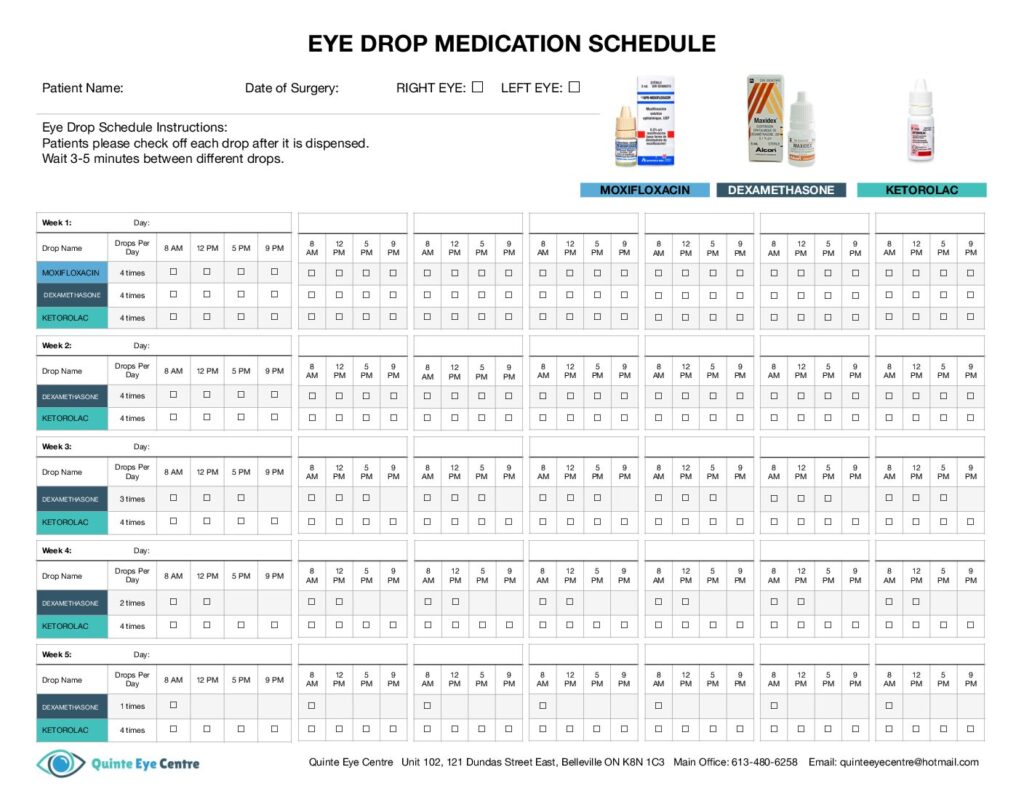 EYE DROP MEDICATION SCHEDULE
Patient Name: Date of Surgery: RIGHT EYE: ☐ LEFT EYE: ☐
Eye Drop Schedule Instructions:
Patients please check off each drop after it is dispensed.
Wait 3-5 minutes between different drops.
Maxidex
Alcon
MOXIFLOXACIN DEXAMETHASONE KETOROLAC
Week 1: Day:
Drop Name Drops Per Day 8 AM 12 PM 5 PM 9 PM 8 AM 12 PM 5 PM 9 PM 8 AM 12 PM 5 PM 9 PM 8 AM 12 PM 5 PM 9 PM 8 AM 12 PM 5 PM 9 PM 8 AM 12 PM 5 PM 9 PM 8 AM 12 PM 5 PM 9 PM
MOXIFLOXACIN 4 times ☐ ☐ ☐ ☐ ☐ ☐ ☐ ☐ ☐ ☐ ☐ ☐ ☐ ☐ ☐ ☐ ☐ ☐ ☐ ☐ ☐ ☐ ☐ ☐ ☐ ☐ ☐ ☐
DEXAMETHASONE 4 times ☐ ☐ ☐ ☐ ☐ ☐ ☐ ☐ ☐ ☐ ☐ ☐ ☐ ☐ ☐ ☐ ☐ ☐ ☐ ☐ ☐ ☐ ☐ ☐ ☐ ☐ ☐ ☐
KETOROLAC 4 times ☐ ☐ ☐ ☐ ☐ ☐ ☐ ☐ ☐ ☐ ☐ ☐ ☐ ☐ ☐ ☐ ☐ ☐ ☐ ☐ ☐ ☐ ☐ ☐ ☐ ☐ ☐ ☐
Week 2: Day:
Drop Name Drops Per Day 8 AM 12 PM 5 PM 9 PM 8 AM 12 PM 5 PM 9 PM 8 AM 12 PM 5 PM 9 PM 8 AM 12 PM 5 PM 9 PM 8 AM 12 PM 5 PM 9 PM 8 AM 12 PM 5 PM 9 PM 8 AM 12 PM 5 PM 9 PM
DEXAMETHASONE 4 times ☐ ☐ ☐ ☐ ☐ ☐ ☐ ☐ ☐ ☐ ☐ ☐ ☐ ☐ ☐ ☐ ☐ ☐ ☐ ☐ ☐ ☐ ☐ ☐ ☐ ☐ ☐ ☐
KETOROLAC 4 times ☐ ☐ ☐ ☐ ☐ ☐ ☐ ☐ ☐ ☐ ☐ ☐ ☐ ☐ ☐ ☐ ☐ ☐ ☐ ☐ ☐ ☐ ☐ ☐ ☐ ☐ ☐ ☐
Week 3: Day:
Drop Name Drops Per Day 8 AM 12 PM 5 PM 9 PM 8 AM 12 PM 5 PM 9 PM 8 AM 12 PM 5 PM 9 PM 8 AM 12 PM 5 PM 9 PM 8 AM 12 PM 5 PM 9 PM 8 AM 12 PM 5 PM 9 PM 8 AM 12 PM 5 PM 9 PM
DEXAMETHASONE 3 times ☐ ☐ ☐ ☐ ☐ ☐ ☐ ☐ ☐ ☐ ☐ ☐ ☐ ☐ ☐ ☐ ☐ ☐ ☐ ☐ ☐
KETOROLAC 4 times ☐ ☐ ☐ ☐ ☐ ☐ ☐ ☐ ☐ ☐ ☐ ☐ ☐ ☐ ☐ ☐ ☐ ☐ ☐ ☐ ☐ ☐ ☐ ☐ ☐ ☐ ☐ ☐
Week 4: Day:
Drop Name Drops Per Day 8 AM 12 PM 5 PM 9 PM 8 AM 12 PM 5 PM 9 PM 8 AM 12 PM 5 PM 9 PM 8 AM 12 PM 5 PM 9 PM 8 AM 12 PM 5 PM 9 PM 8 AM 12 PM 5 PM 9 PM 8 AM 12 PM 5 PM 9 PM
DEXAMETHASONE 2 times ☐ ☐ ☐ ☐ ☐ ☐ ☐ ☐ ☐ ☐ ☐ ☐ ☐ ☐
KETOROLAC 4 times ☐ ☐ ☐ ☐ ☐ ☐ ☐ ☐ ☐ ☐ ☐ ☐ ☐ ☐ ☐ ☐ ☐ ☐ ☐ ☐ ☐ ☐ ☐ ☐ ☐ ☐ ☐ ☐
Week 5: Day:
Drop Name Drops Per Day 8 AM 12 PM 5 PM 9 PM 8 AM 12 PM 5 PM 9 PM 8 AM 12 PM 5 PM 9 PM 8 AM 12 PM 5 PM 9 PM 8 AM 12 PM 5 PM 9 PM 8 AM 12 PM 5 PM 9 PM 8 AM 12 PM 5 PM 9 PM
DEXAMETHASONE 1 times ☐ ☐ ☐ ☐ ☐ ☐ ☐
KETOROLAC 4 times ☐ ☐ ☐ ☐ ☐ ☐ ☐ ☐ ☐ ☐ ☐ ☐ ☐ ☐ ☐ ☐ ☐ ☐ ☐ ☐ ☐ ☐ ☐ ☐ ☐ ☐ ☐ ☐
Quinte Eye Centre
Quinte Eye Centre Unit 102, 121 Dundas Street East, Belleville ON K8N 1C3 Main Office: 613-480-6258 Email: quinteeyecentre@hotmail.com